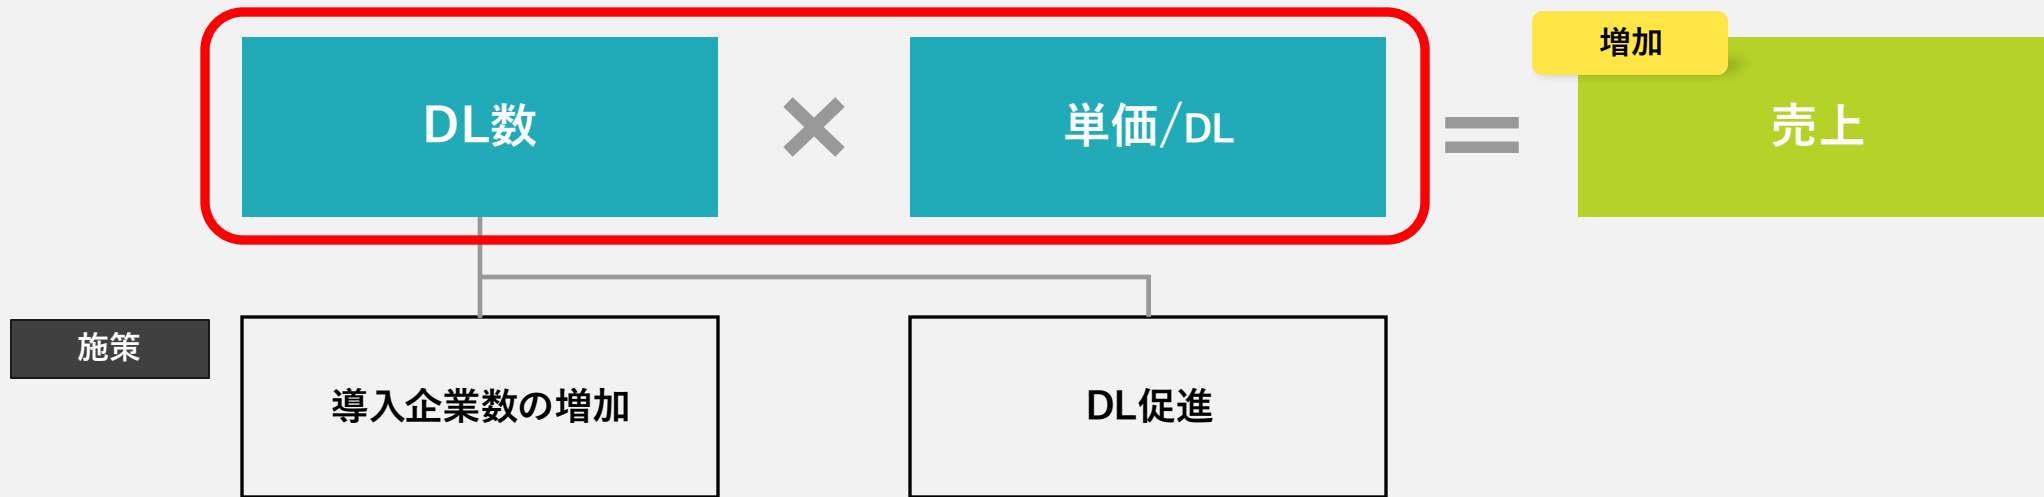 増加
DL数
×
単価/DL
=
売上
施策
導入企業数の増加
DL促進